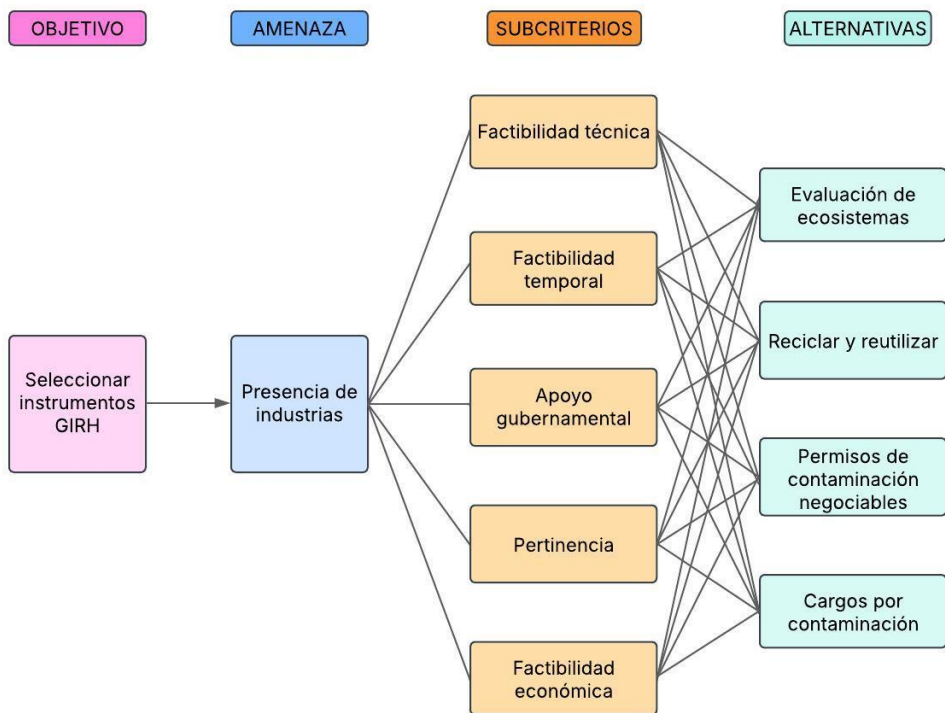 OBJETIVO
AMENAZA
SUBCRITERIOS
ALTERNATIVAS
Seleccionar
instrumentos
GIRH
Presencia de
industrias
Factibilidad técnica
Factibilidad
temporal
Apoyo
gubernamental
Pertinencia
Factibilidad
económica
Evaluación de
ecosistemas
Reciclar y reutilizar
Permisos de
contaminación
negociables
Cargos por
contaminación